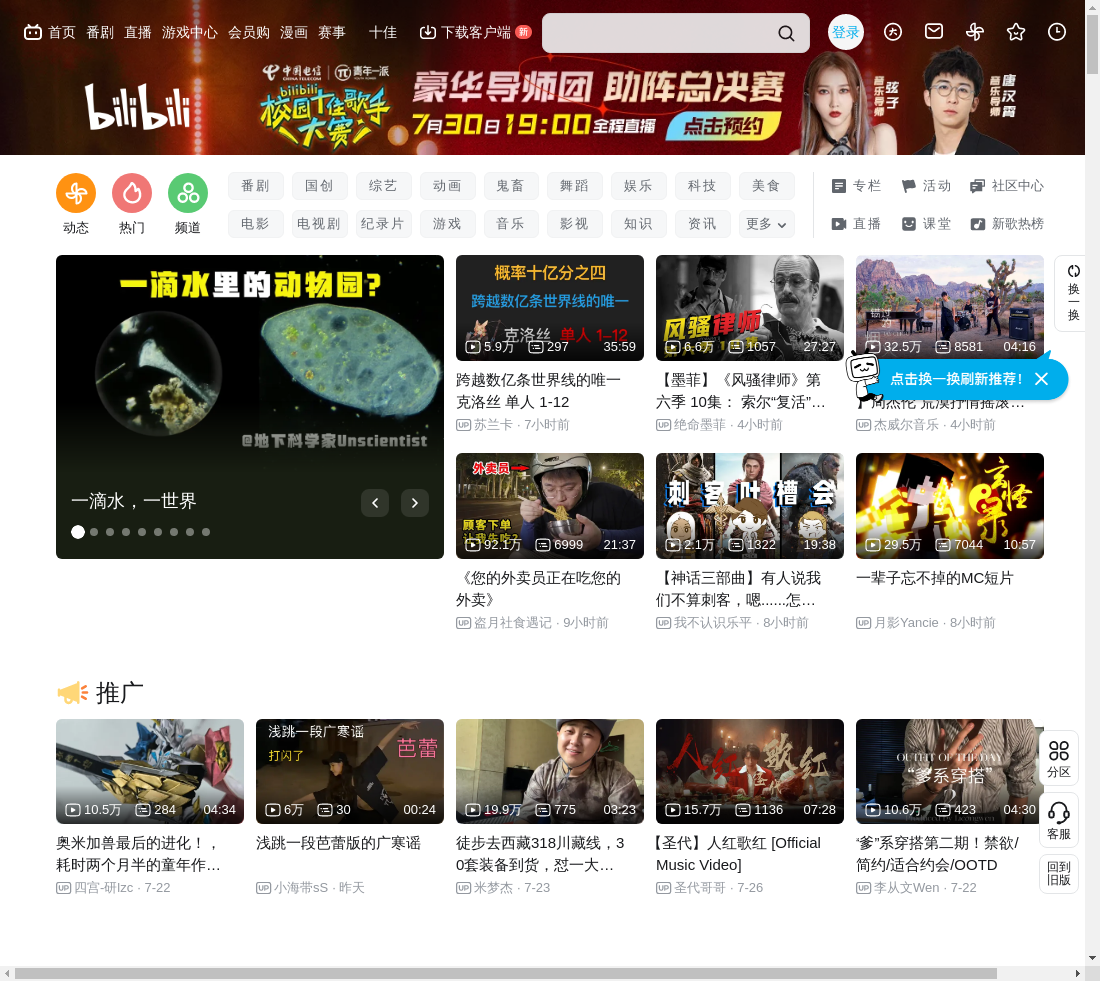 首页 番剧 直播 游戏中心 会员购 漫画 赛事 十佳 下载客户端 新 登录
中国电信 青年一派
CHINA TELECOM
bilibili
bilibili
校园十佳歌手
大赛
豪华导师团 助阵总决赛
7月30日19:00 全程直播 点击预约
弦子
音乐导师
唐汉霄
音乐导师
动态 热门 频道
番剧 国创 综艺 动画 鬼畜 舞蹈 娱乐 科技 美食
电影 电视剧 纪录片 游戏 音乐 影视 知识 资讯 更多
专栏 活动 社区中心
直播 课堂 新歌热榜
一滴水里的动物园?
@地下科学家Unscientist
一滴水，一世界
概率十亿分之四
跨越数亿条世界线的唯一
克洛丝 单人 1-12
5.9万 297 35:59
跨越数亿条世界线的唯一
克洛丝 单人 1-12
UP 苏兰卡 · 7小时前
风骚律师
6.6万 1057 27:27
【墨菲】《风骚律师》第
六季 10集： 索尔“复活”…
UP 绝命墨菲 · 4小时前
错过的烟
32.5万 8581 04:16
】周杰伦 荒漠抒情摇滚…
UP 杰威尔音乐 · 4小时前
换一换
点击换一换刷新推荐！
外卖员
顾客下单
让我先吃?
92.1万 6999 21:37
《您的外卖员正在吃您的
外卖》
UP 盗月社食遇记 · 9小时前
刺客吐槽会
2.1万 1322 19:38
【神话三部曲】有人说我
们不算刺客，嗯......怎…
UP 我不认识乐平 · 8小时前
玄怪录
29.5万 7044 10:57
一辈子忘不掉的MC短片
UP 月影Yancie · 8小时前
推广
10.5万 284 04:34
奥米加兽最后的进化！，
耗时两个月半的童年作…
UP 四宫-研lzc · 7-22
浅跳一段广寒谣
打闪了
芭蕾
6万 30 00:24
浅跳一段芭蕾版的广寒谣
UP 小海带sS · 昨天
19.9万 775 03:23
徒步去西藏318川藏线，3
0套装备到货，怼一大…
UP 米梦杰 · 7-23
人红歌红
圣代
15.7万 1136 07:28
【圣代】人红歌红 [Official
Music Video]
UP 圣代哥哥 · 7-26
OUTFIT OF THE DAY
“爹系穿搭”
2
10.6万 423 04:30
“爹”系穿搭第二期！禁欲/
简约/适合约会/OOTD
UP 李从文Wen · 7-22
分区
客服
回到
旧版